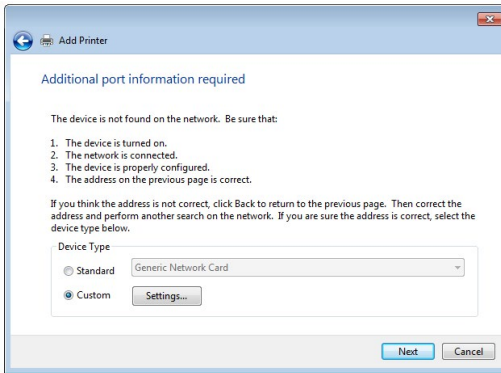 Add Printer
Additional port information required
The device is not found on the network. Be sure that:
1. The device is turned on.
2. The network is connected.
3. The device is properly configured.
4. The address on the previous page is correct.
If you think the address is not correct, click Back to return to the previous page. Then correct the
address and perform another search on the network. If you are sure the address is correct, select the
device type below.
Device Type
Standard
Generic Network Card
Custom
Settings...
Next
Cancel